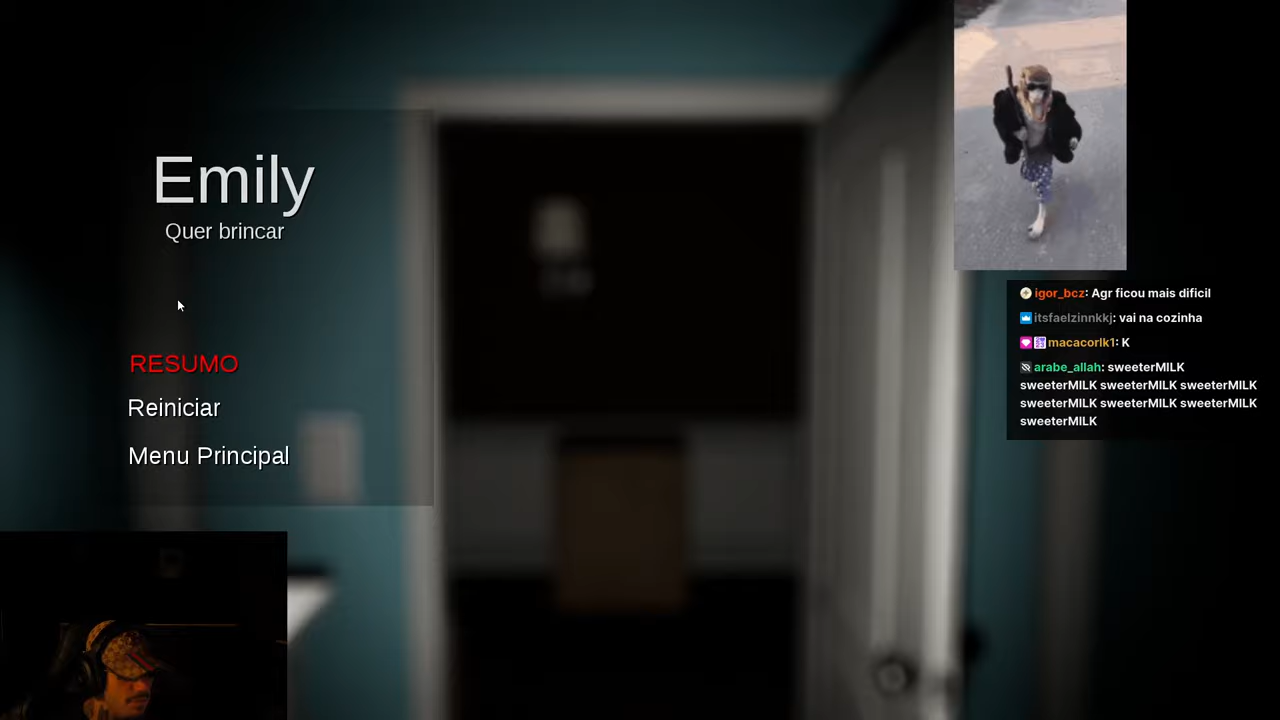 Emily
Quer brincar
RESUMO
Reiniciar
Menu Principal
igor_bcz: Agr ficou mais dificil
itsfaelzinnkkj: vai na cozinha
macacorlk1: K
arabe_allah: sweeterMILK
sweeterMILK sweeterMILK sweeterMILK
sweeterMILK sweeterMILK sweeterMILK
sweeterMILK